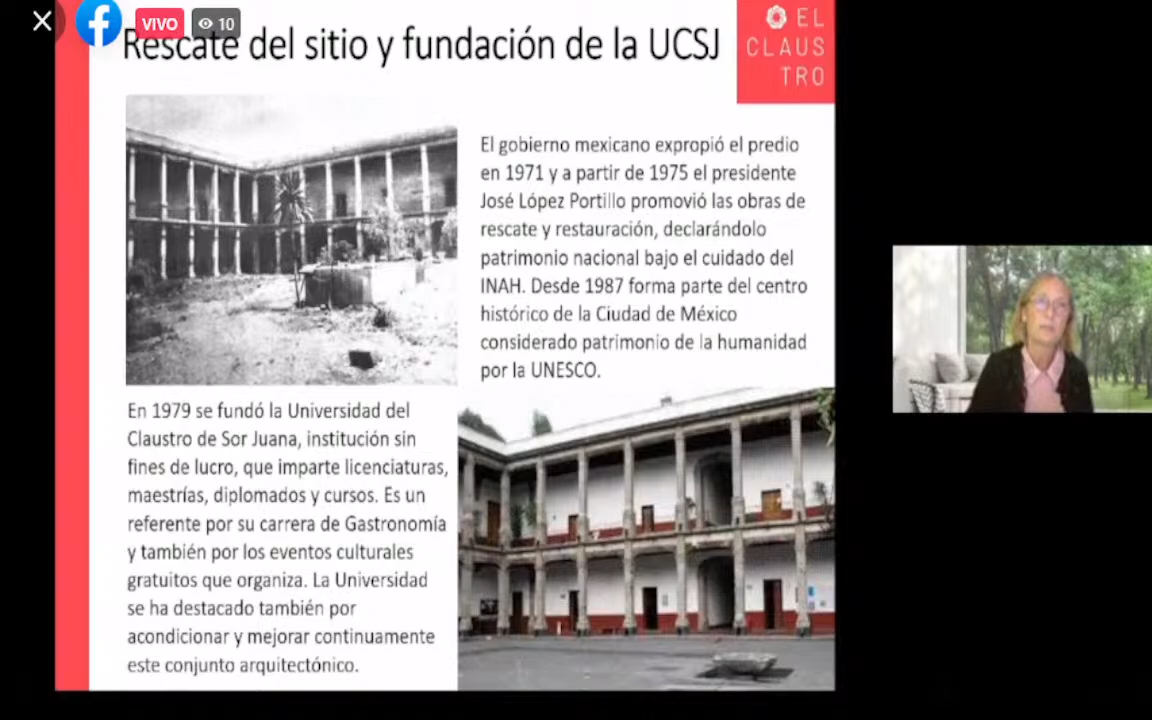 VIVO
10
Rescate del sitio y fundación de la UCSJ
EL
CLAUS
TRO
El gobierno mexicano expropió el predio
en 1971 y a partir de 1975 el presidente
José López Portillo promovió las obras de
rescate y restauración, declarándolo
patrimonio nacional bajo el cuidado del
INAH. Desde 1987 forma parte del centro
histórico de la Ciudad de México
considerado patrimonio de la humanidad
por la UNESCO.
En 1979 se fundó la Universidad del
Claustro de Sor Juana, institución sin
fines de lucro, que imparte licenciaturas,
maestrías, diplomados y cursos. Es un
referente por su carrera de Gastronomía
y también por los eventos culturales
gratuitos que organiza. La Universidad
se ha destacado también por
acondicionar y mejorar continuamente
este conjunto arquitectónico.